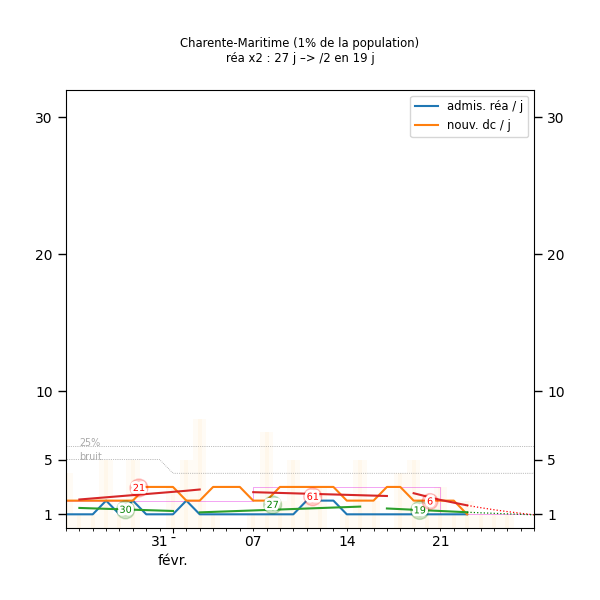 Charente-Maritime (1% de la population)
réa x2 : 27 j –> /2 en 19 j
admis. réa / j
nouv. dc / j
30 30
20 20
10 10
25%
5 bruit 5
21
61
6
30
27
19
1 1
31 - 07 14 21
févr.